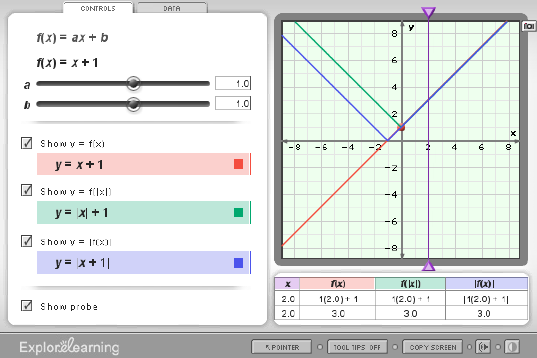 CONTROLS
DATA
f(x) = ax + b
f(x) = x + 1
a 1.0
b 1.0
Show y = f(x)
y = x + 1
Show y = f(|x|)
y = |x| + 1
Show y = |f(x)|
y = |x + 1|
Show probe
y
x
8
6
4
2
-2
-4
-6
-8
-8 -6 -4 -2 2 4 6 8
x f(x) f(|x|) |f(x)|
2.0 1(2.0) + 1 1(2.0) + 1 |1(2.0) + 1|
2.0 3.0 3.0 3.0
ExploreLearning
POINTER
TOOL TIPS: OFF
COPY SCREEN